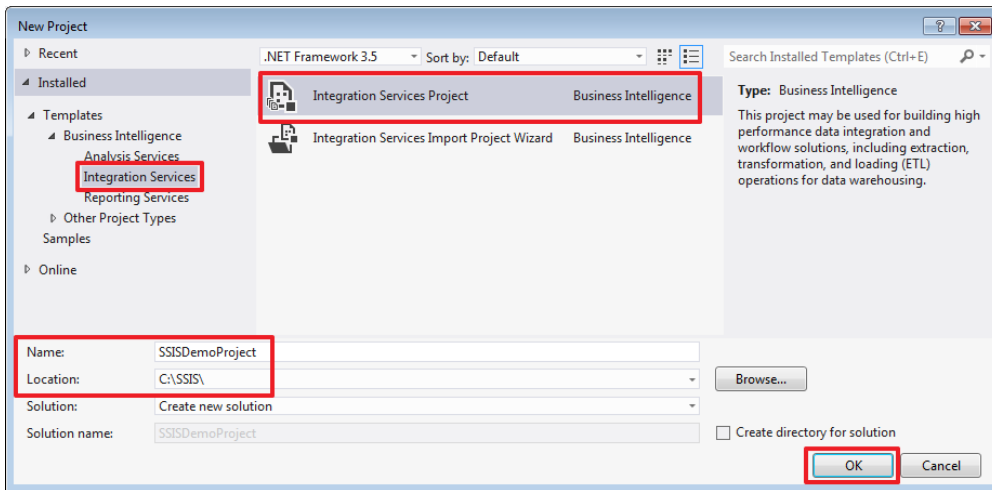 New Project
Recent
.NET Framework 3.5
Sort by: Default
Search Installed Templates (Ctrl+E)
Installed
Templates
Business Intelligence
Analysis Services
Integration Services
Reporting Services
Other Project Types
Samples
Online
Integration Services Project Business Intelligence
Integration Services Import Project Wizard Business Intelligence
Type: Business Intelligence
This project may be used for building high
performance data integration and
workflow solutions, including extraction,
transformation, and loading (ETL)
operations for data warehousing.
Name: SSISDemoProject
Location: C:\SSIS\
Browse...
Solution: Create new solution
Solution name: SSISDemoProject
Create directory for solution
OK Cancel